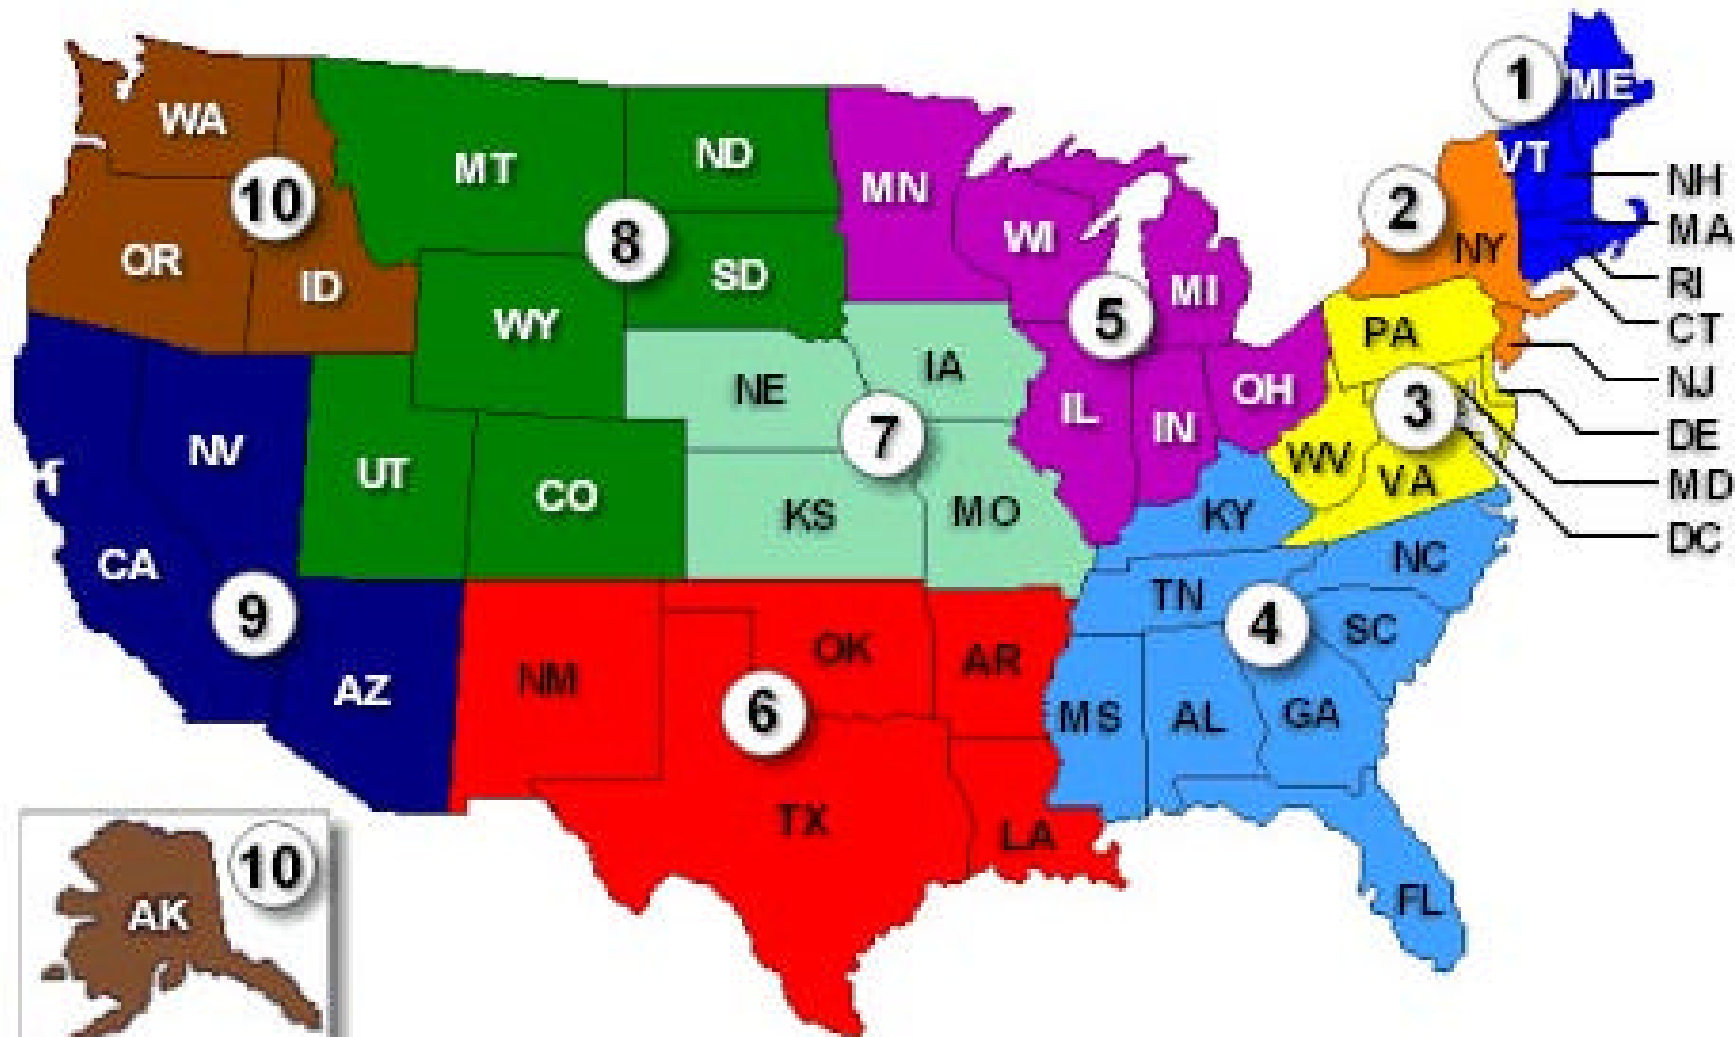 1
ME
WA
VT
ND
MT
10
NH
MN
2
MA
8
WI
NY
OR
SD
RI
ID
MI
5
WY
CT
PA
IA
NJ
NE
OH
3
IL
DE
7
IN
NV
WV
UT
VA
MD
CO
KS
MO
KY
DC
NC
CA
TN
9
4
SC
OK
AR
NM
AZ
6
MS
AL
GA
TX
LA
10
FL
AK